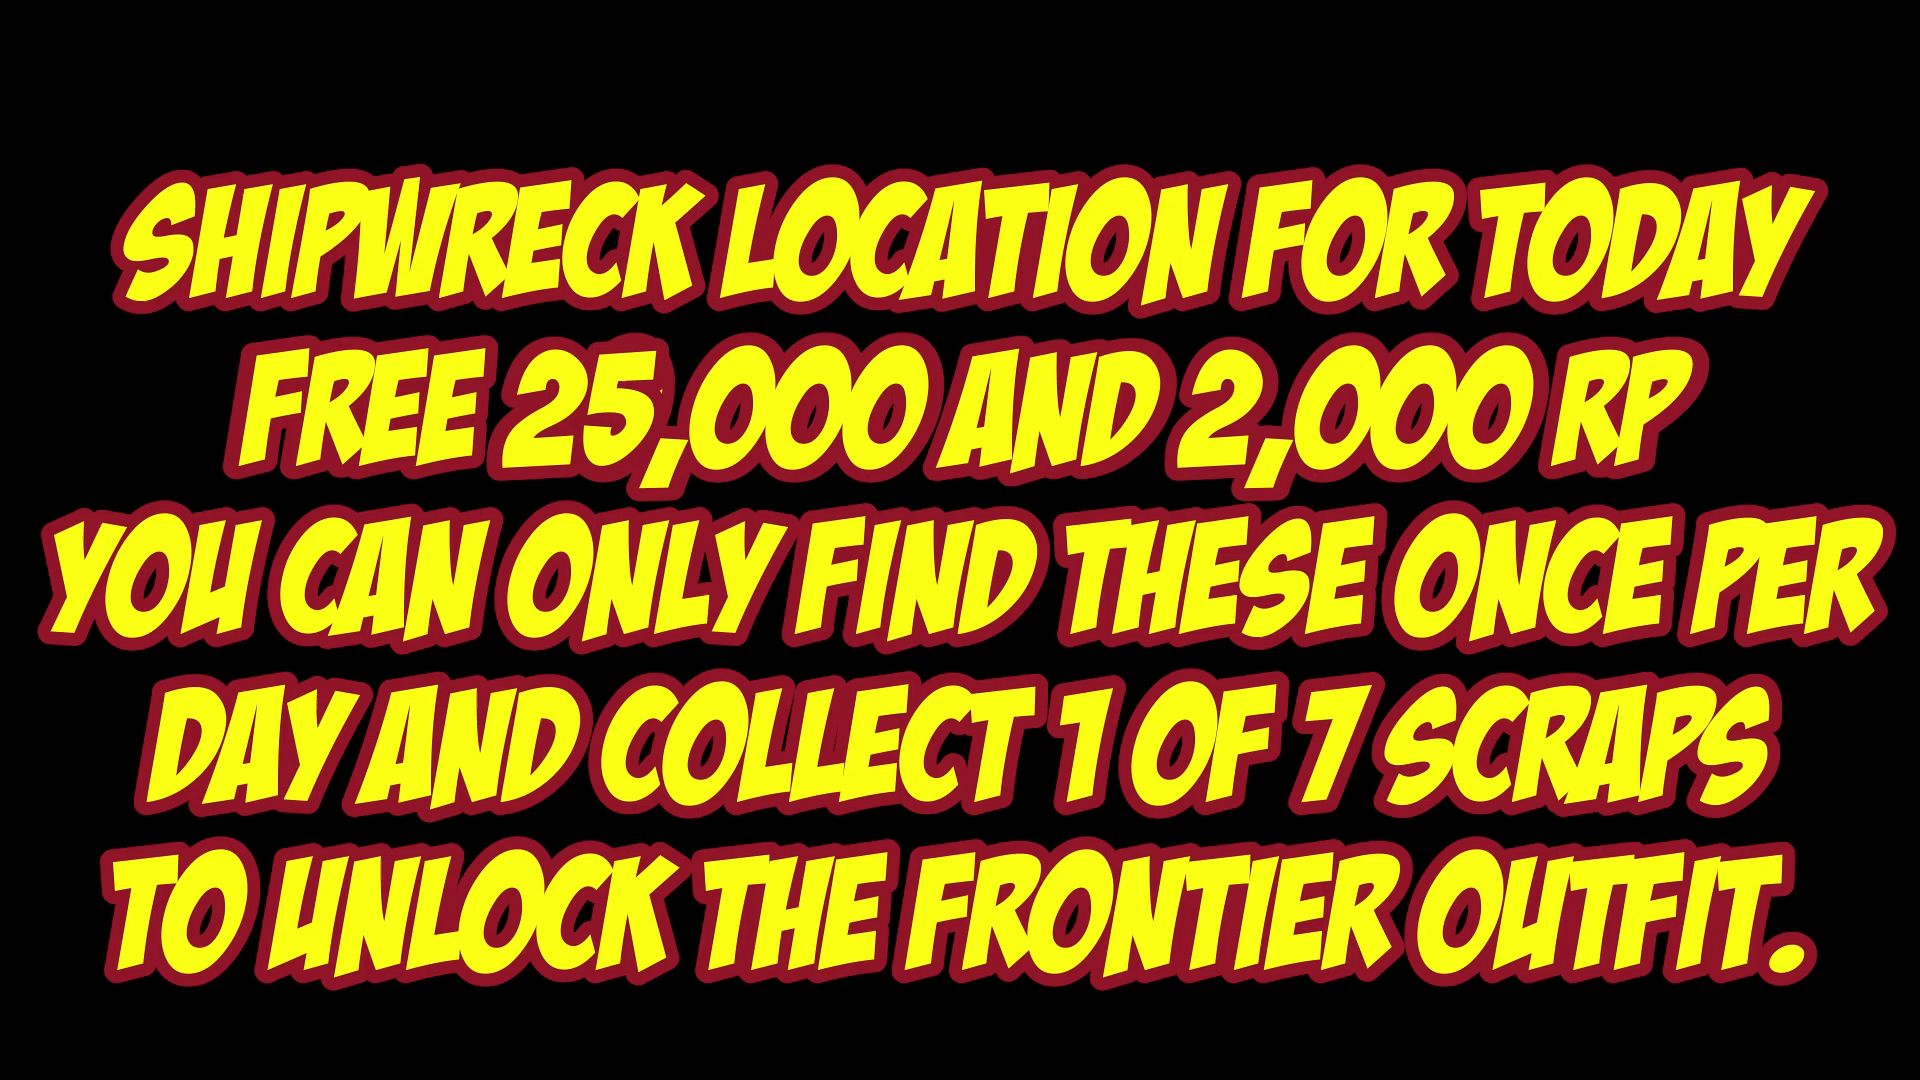 SHIPWRECK LOCATION FOR TODAY
FREE 25,000 AND 2,000 RP
YOU CAN ONLY FIND THESE ONCE PER
DAY AND COLLECT 1 OF 7 SCRAPS
TO UNLOCK THE FRONTIER OUTFIT.